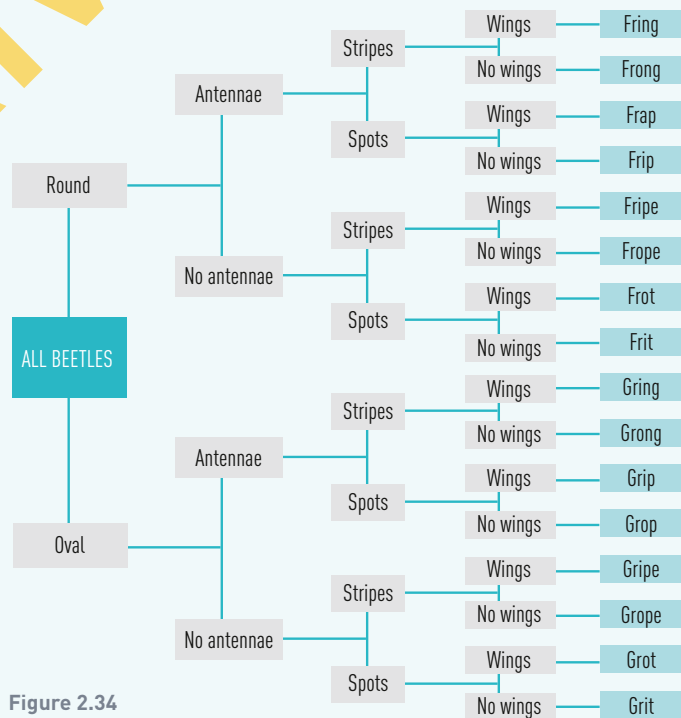 Wings Fring
Stripes
No wings Frong
Antennae
Wings Frap
Spots
No wings Frip
Round
Wings Fripe
Stripes
No wings Frope
No antennae
Wings Frot
Spots
No wings Frit
ALL BEETLES
Wings Gring
Stripes
No wings Grong
Antennae
Wings Grip
Spots
No wings Grop
Oval
Wings Gripe
Stripes
No wings Grope
No antennae
Wings Grot
Spots
No wings Grit
Figure 2.34